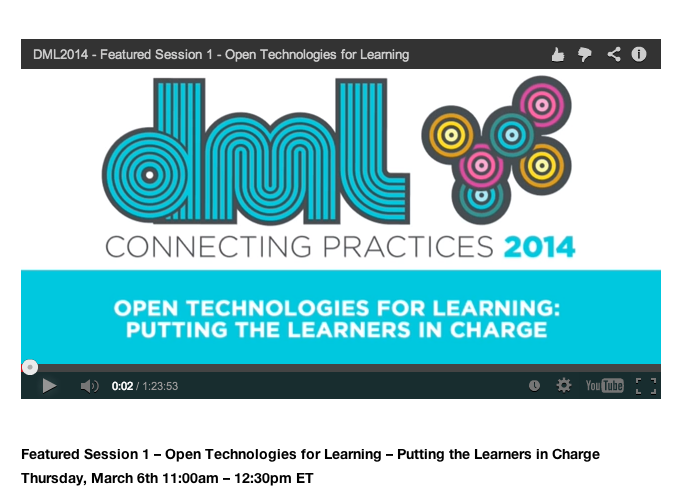 DML2014 - Featured Session 1 - Open Technologies for Learning
dml
CONNECTING PRACTICES 2014
OPEN TECHNOLOGIES FOR LEARNING:
PUTTING THE LEARNERS IN CHARGE
0:02 / 1:23:53
YouTube
Featured Session 1 – Open Technologies for Learning – Putting the Learners in Charge
Thursday, March 6th 11:00am – 12:30pm ET